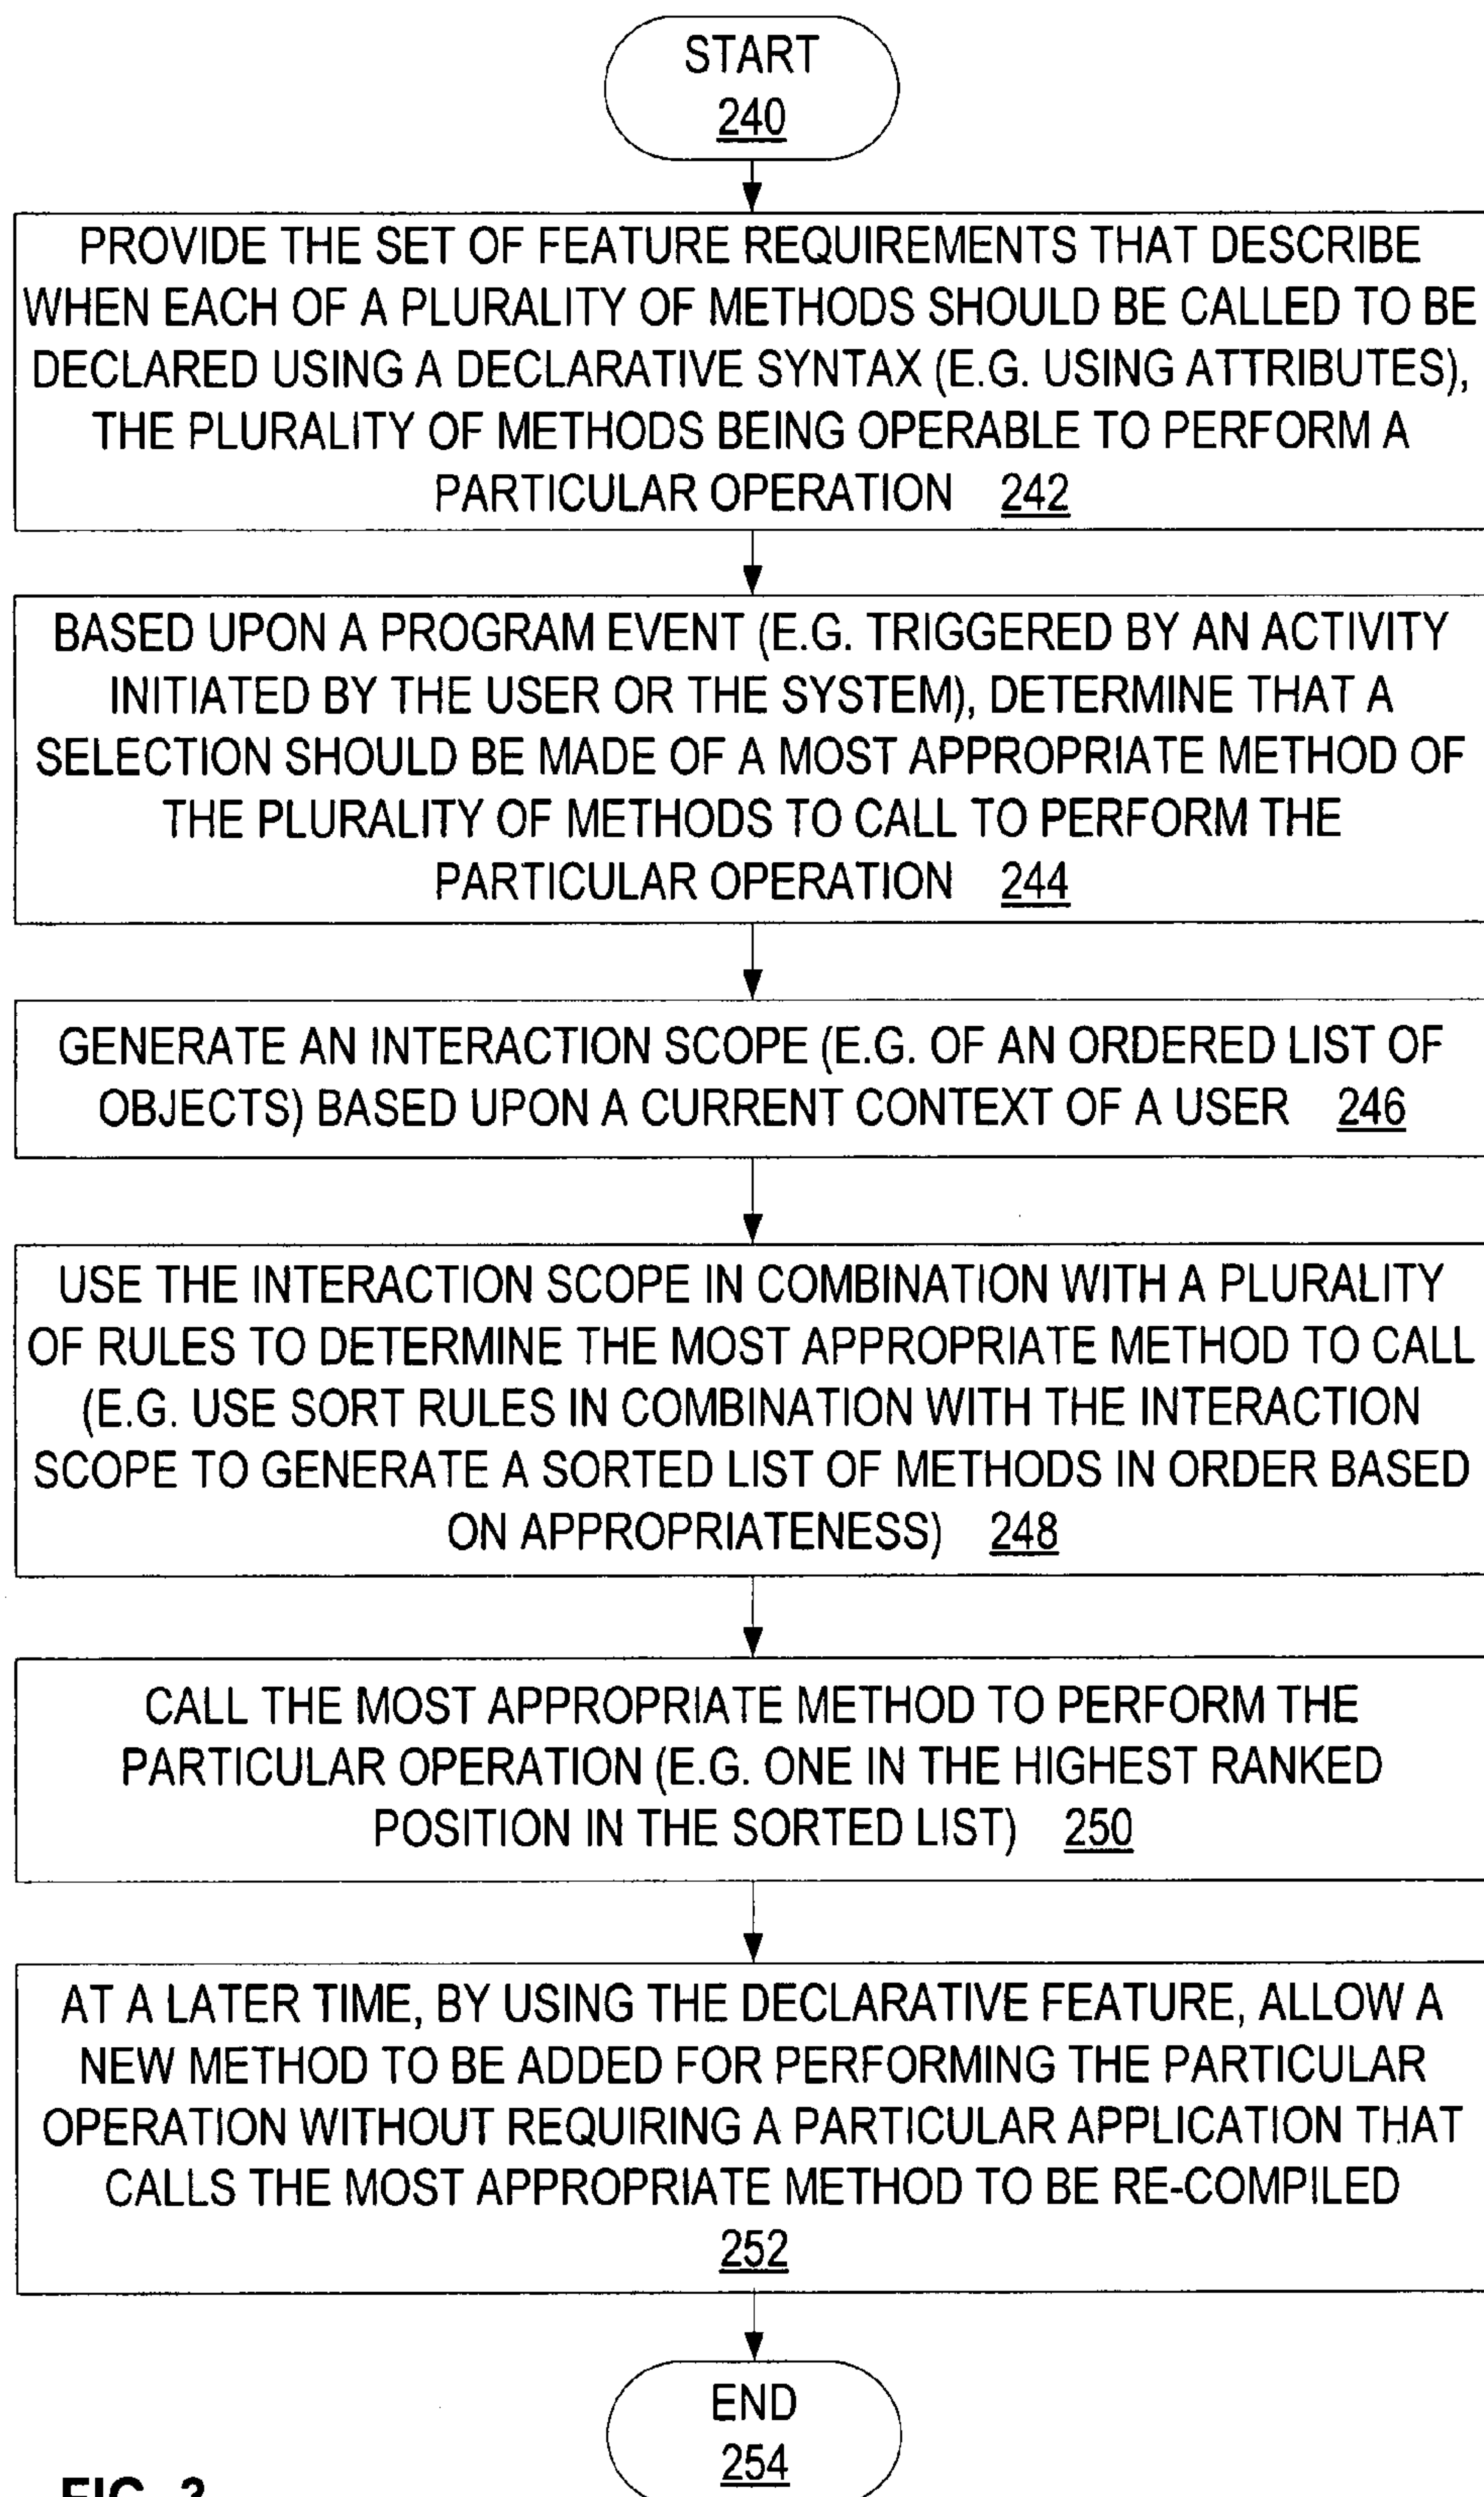 START
240
PROVIDE THE SET OF FEATURE REQUIREMENTS THAT DESCRIBE
WHEN EACH OF A PLURALITY OF METHODS SHOULD BE CALLED TO BE
DECLARED USING A DECLARATIVE SYNTAX (E.G. USING ATTRIBUTES),
THE PLURALITY OF METHODS BEING OPERABLE TO PERFORM A
PARTICULAR OPERATION 242
BASED UPON A PROGRAM EVENT (E.G. TRIGGERED BY AN ACTIVITY
INITIATED BY THE USER OR THE SYSTEM), DETERMINE THAT A
SELECTION SHOULD BE MADE OF A MOST APPROPRIATE METHOD OF
THE PLURALITY OF METHODS TO CALL TO PERFORM THE
PARTICULAR OPERATION 244
GENERATE AN INTERACTION SCOPE (E.G. OF AN ORDERED LIST OF
OBJECTS) BASED UPON A CURRENT CONTEXT OF A USER 246
USE THE INTERACTION SCOPE IN COMBINATION WITH A PLURALITY
OF RULES TO DETERMINE THE MOST APPROPRIATE METHOD TO CALL
(E.G. USE SORT RULES IN COMBINATION WITH THE INTERACTION
SCOPE TO GENERATE A SORTED LIST OF METHODS IN ORDER BASED
ON APPROPRIATENESS) 248
CALL THE MOST APPROPRIATE METHOD TO PERFORM THE
PARTICULAR OPERATION (E.G. ONE IN THE HIGHEST RANKED
POSITION IN THE SORTED LIST) 250
AT A LATER TIME, BY USING THE DECLARATIVE FEATURE, ALLOW A
NEW METHOD TO BE ADDED FOR PERFORMING THE PARTICULAR
OPERATION WITHOUT REQUIRING A PARTICULAR APPLICATION THAT
CALLS THE MOST APPROPRIATE METHOD TO BE RE-COMPILED
252
END
254
FIG.